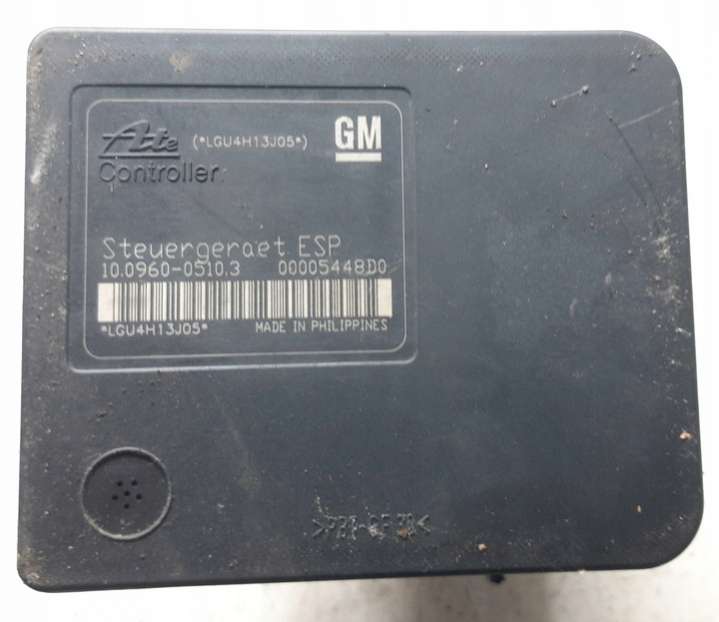 Ate (*LGU4H13J05*) GM
Controller
Steuergeraet ESP
10.0960-0510.3 00005448D0
*LGU4H13J05* MADE IN PHILIPPINES